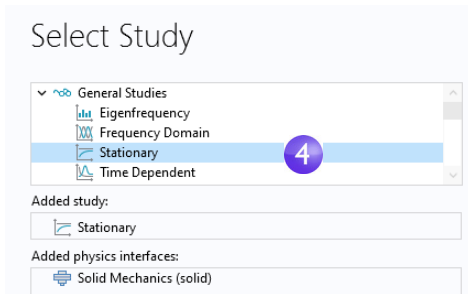 Select Study
General Studies
Eigenfrequency
Frequency Domain
Stationary
4
Time Dependent
Added study:
Stationary
Added physics interfaces:
Solid Mechanics (solid)